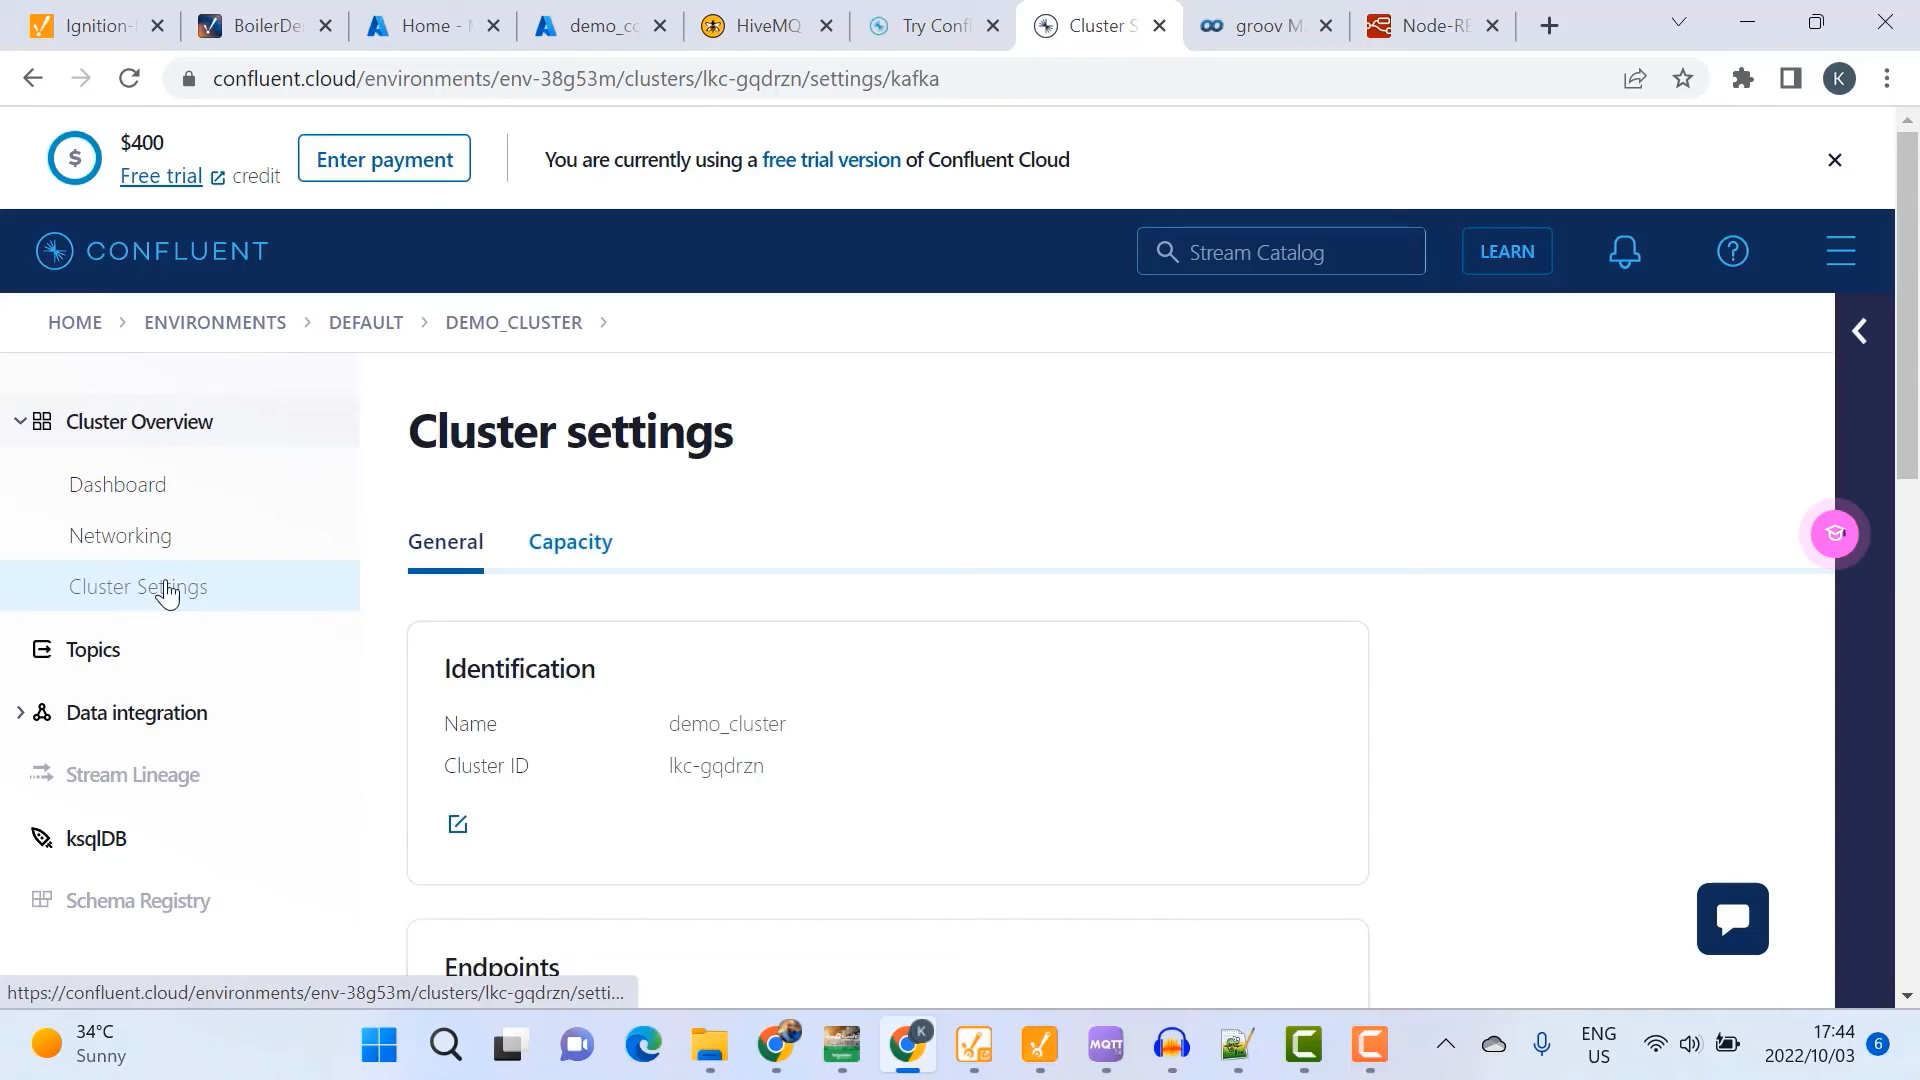 Ignition-
BoilerDe
Home -
demo_co
HiveMQ
Try Confl
Cluster S
groov M
Node-RE
confluent.cloud/environments/env-38g53m/clusters/lkc-gqdrzn/settings/kafka
K
$ $400
Free trial credit
Enter payment
You are currently using a free trial version of Confluent Cloud
CONFLUENT
Stream Catalog
LEARN
?
HOME > ENVIRONMENTS > DEFAULT > DEMO_CLUSTER >
Cluster Overview
Dashboard
Networking
Cluster Settings
Topics
Data integration
Stream Lineage
ksqlDB
Schema Registry
Cluster settings
General Capacity
Identification
Name demo_cluster
Cluster ID lkc-gqdrzn
Endpoints
https://confluent.cloud/environments/env-38g53m/clusters/lkc-gqdrzn/setti...
34°C
Sunny
K
MQTT
ENG
US
17:44
2022/10/03
6